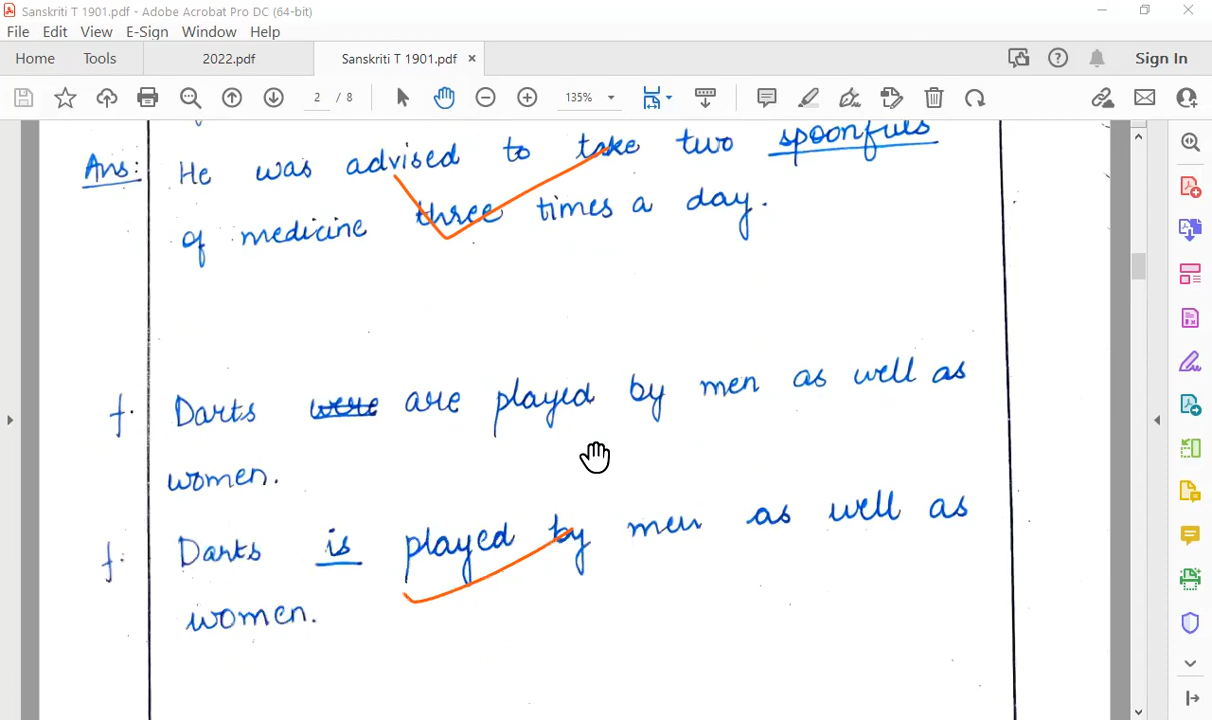 Sanskriti T 1901.pdf - Adobe Acrobat Pro DC (64-bit)
File Edit View E-Sign Window Help
Home Tools 2022.pdf Sanskriti T 1901.pdf ×
2 / 8 135% Sign In
Ans: He was advised to take two spoonfuls
of medicine three times a day.
f. Darts were are played by men as well as
women.
f. Darts is played by men as well as
women.